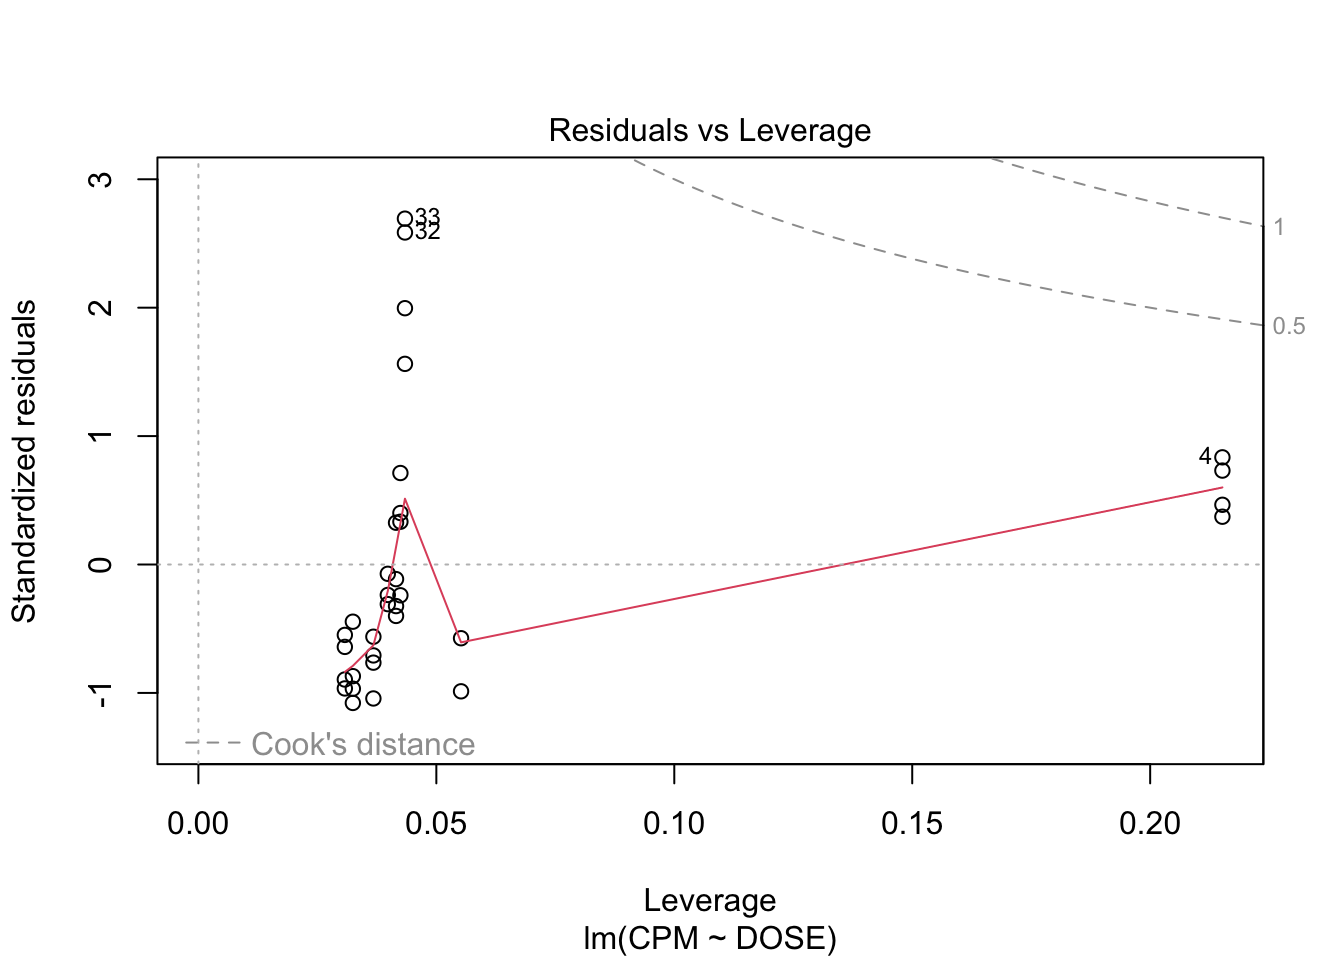 Residuals vs Leverage
Standardized residuals
3
2
1
0
-1
33
32
4
1
0.5
Cook's distance
0.00 0.05 0.10 0.15 0.20
Leverage
lm(CPM ~ DOSE)